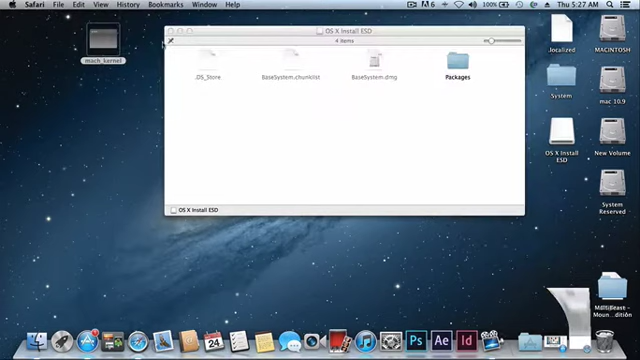 Safari File Edit View History Bookmarks Window Help 6 100% Thu 5:27 AM
OS X Install ESD
4 items
.DS_Store BaseSystem.chunklist BaseSystem.dmg Packages
OS X Install ESD
mach_kernel
.localized
MACINTOSH
System
mac 10.9
OS X Install ESD
New Volume
System Reserved
24
Ps Ae Id